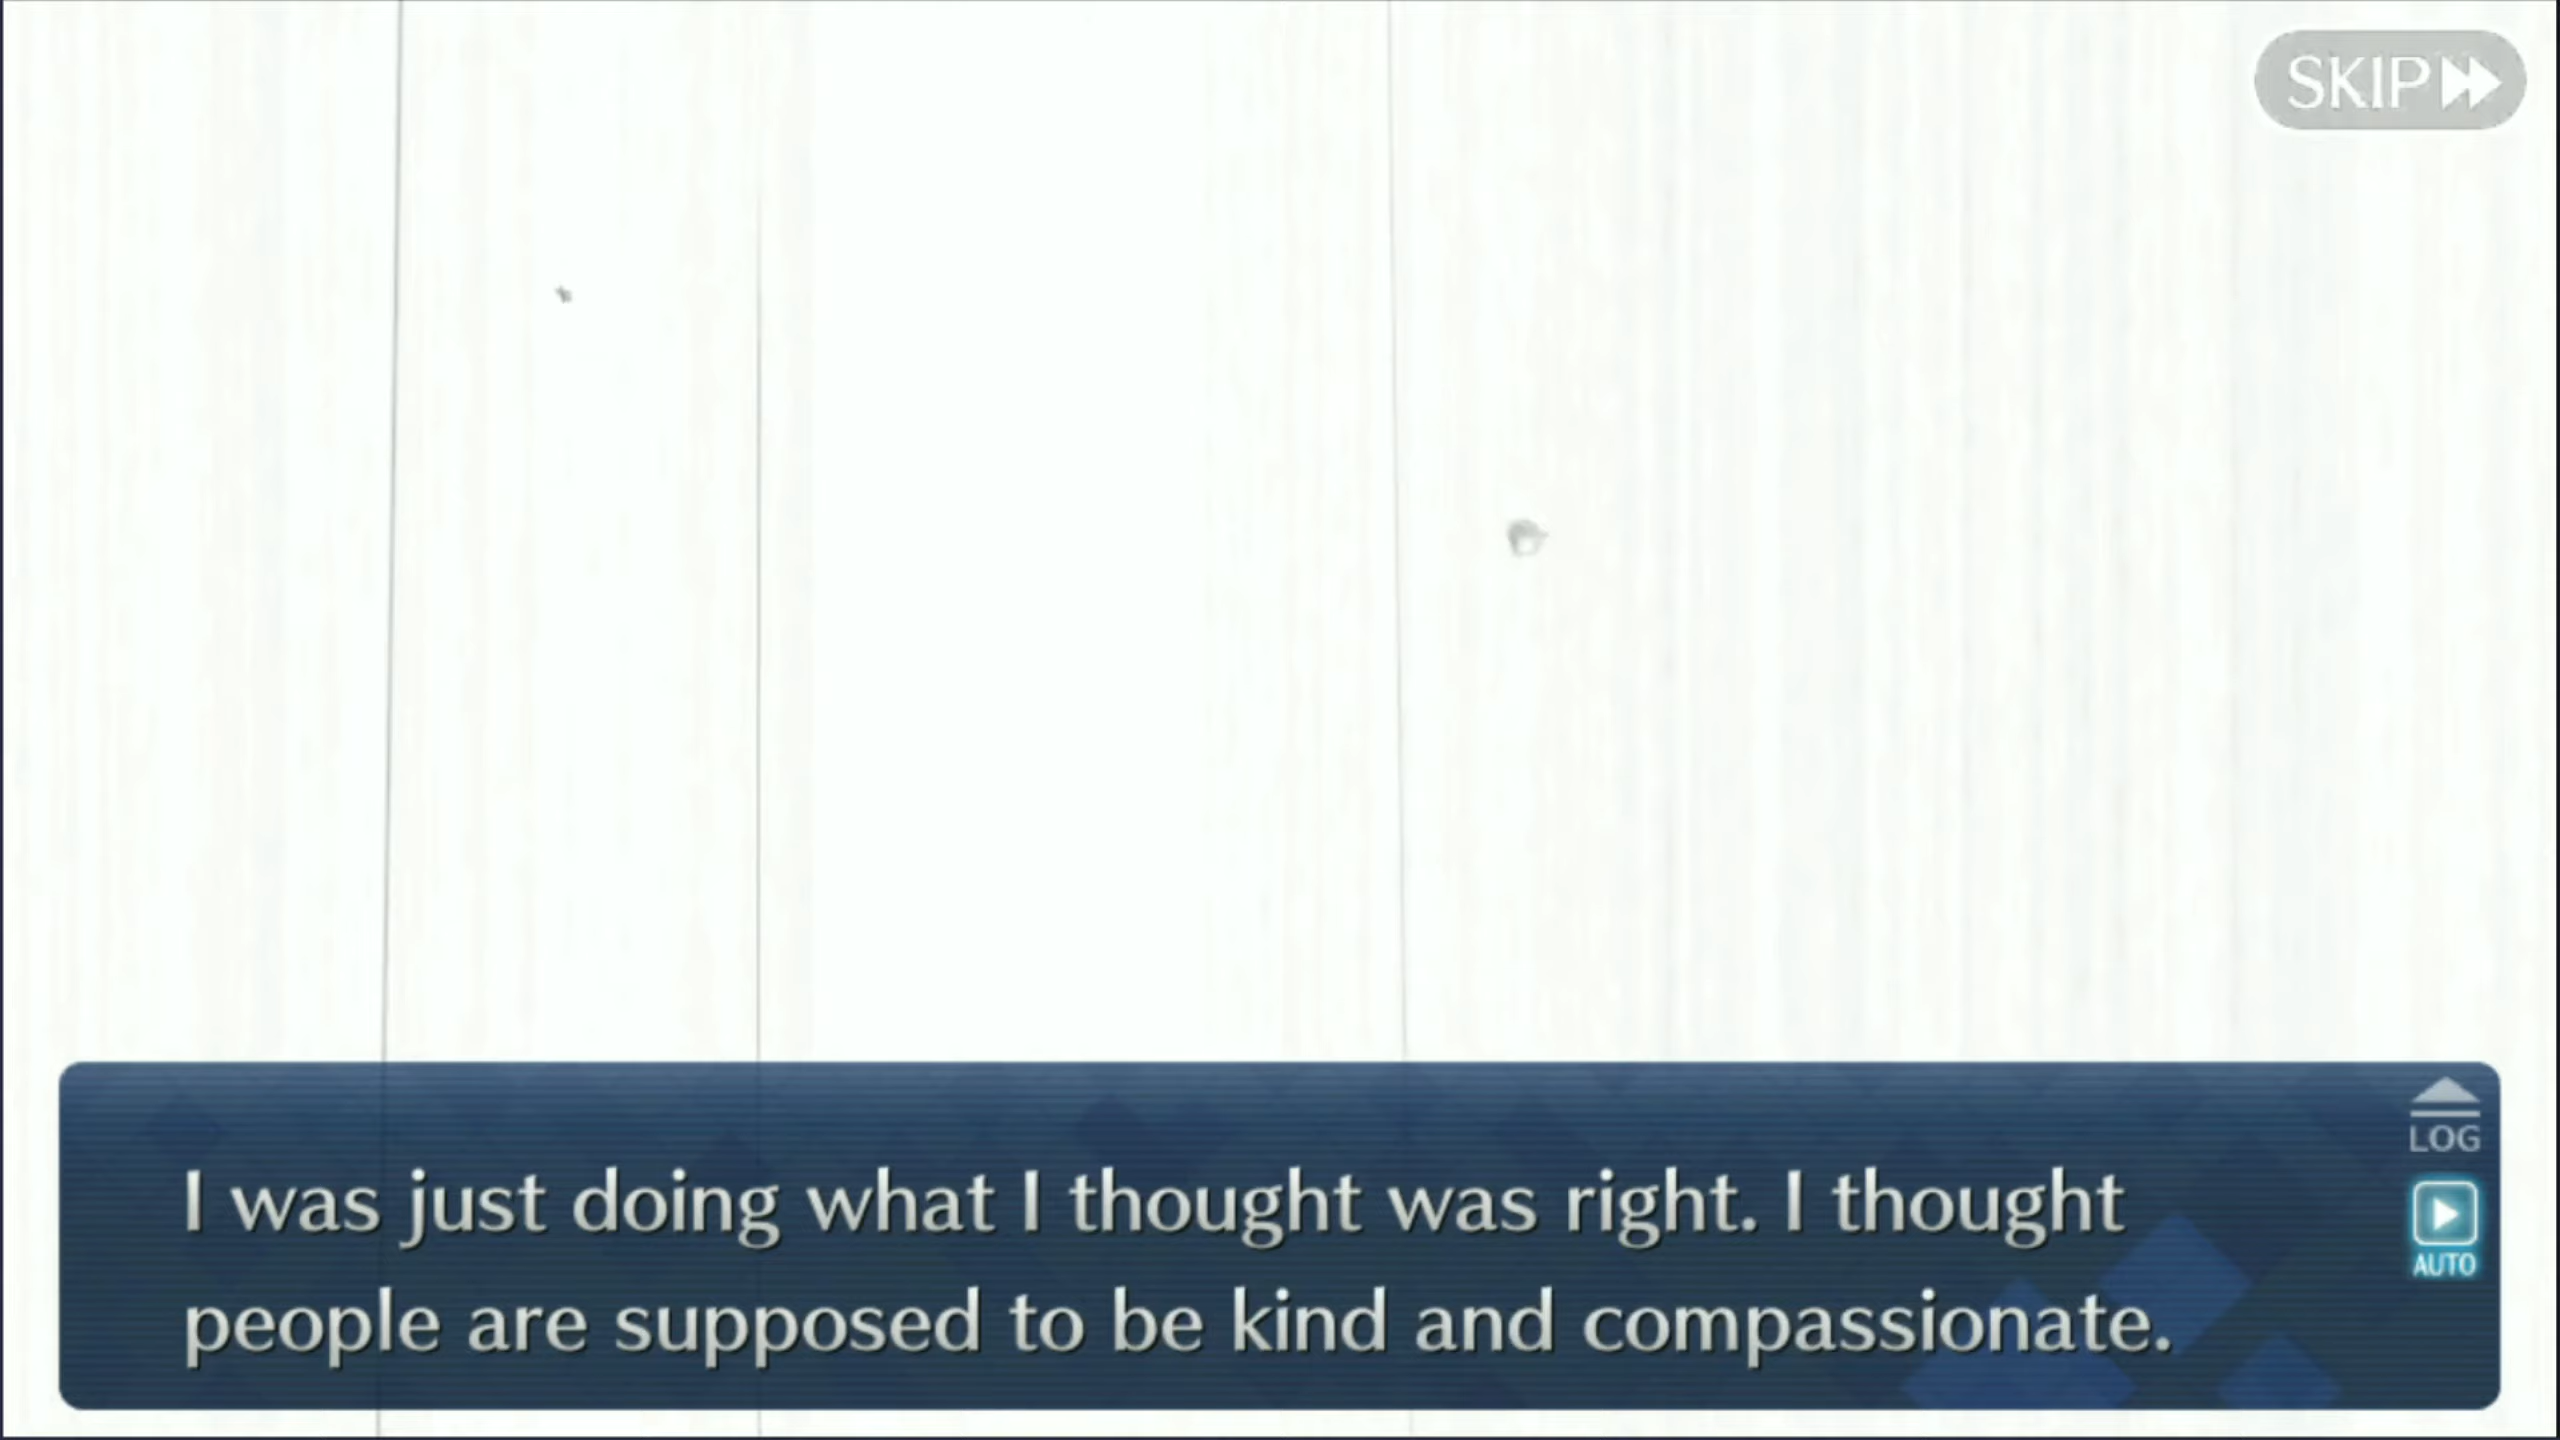 SKIP
LOG
I was just doing what I thought was right. I thought
people are supposed to be kind and compassionate.
AUTO